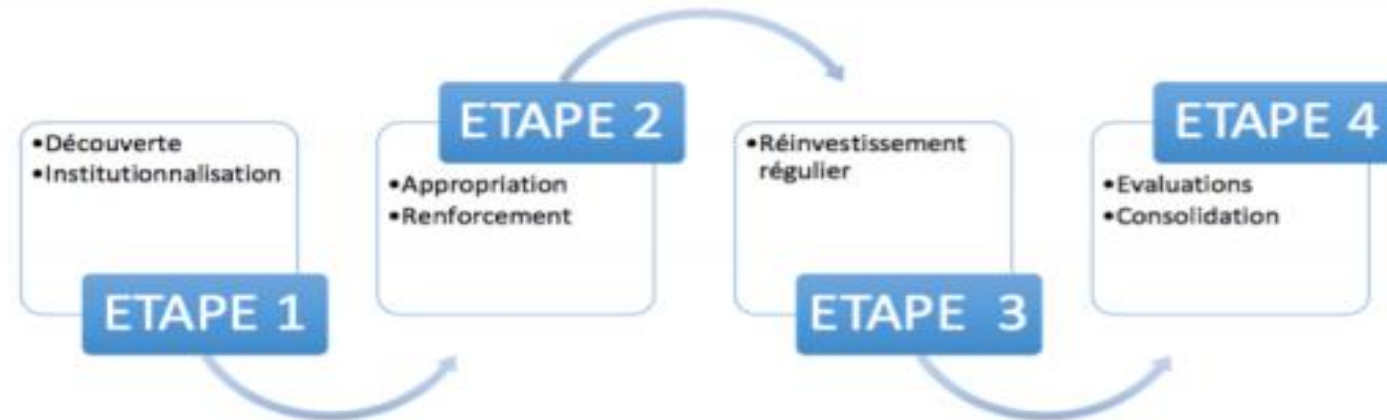 •Découverte
•Institutionnalisation
ETAPE 1
ETAPE 2
•Appropriation
•Renforcement
•Réinvestissement
régulier
ETAPE 3
ETAPE 4
•Evaluations
•Consolidation